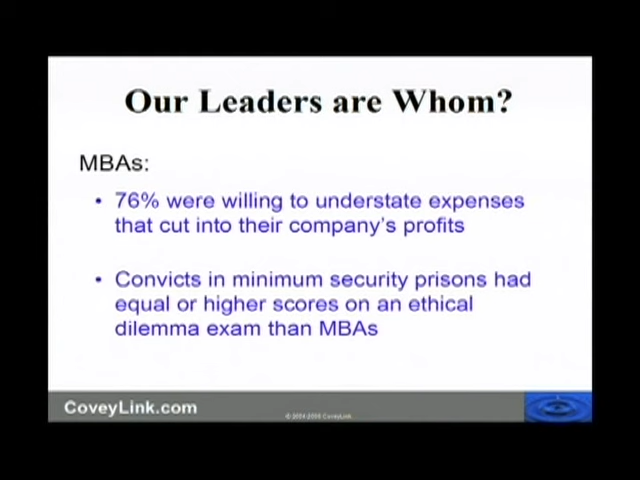 Our Leaders are Whom?
MBAs:
• 76% were willing to understate expenses
that cut into their company's profits
• Convicts in minimum security prisons had
equal or higher scores on an ethical
dilemma exam than MBAs
CoveyLink.com
CoveyLink